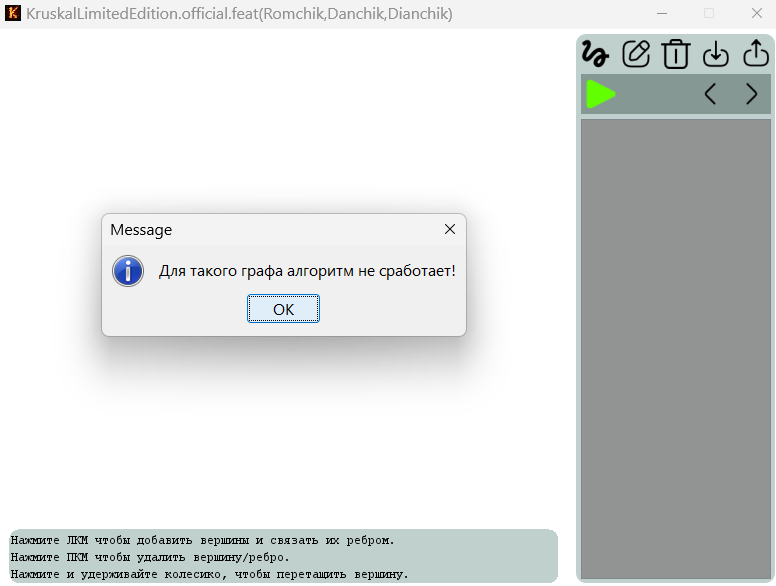 KruskalLimitedEdition.official.feat(Romchik,Danchik,Dianchik)
Message
Для такого графа алгоритм не сработает!
OK
Нажмите ЛКМ чтобы добавить вершины и связать их ребром.
Нажмите ПКМ чтобы удалить вершину/ребро.
Нажмите и удерживайте колесико, чтобы перетащить вершину.